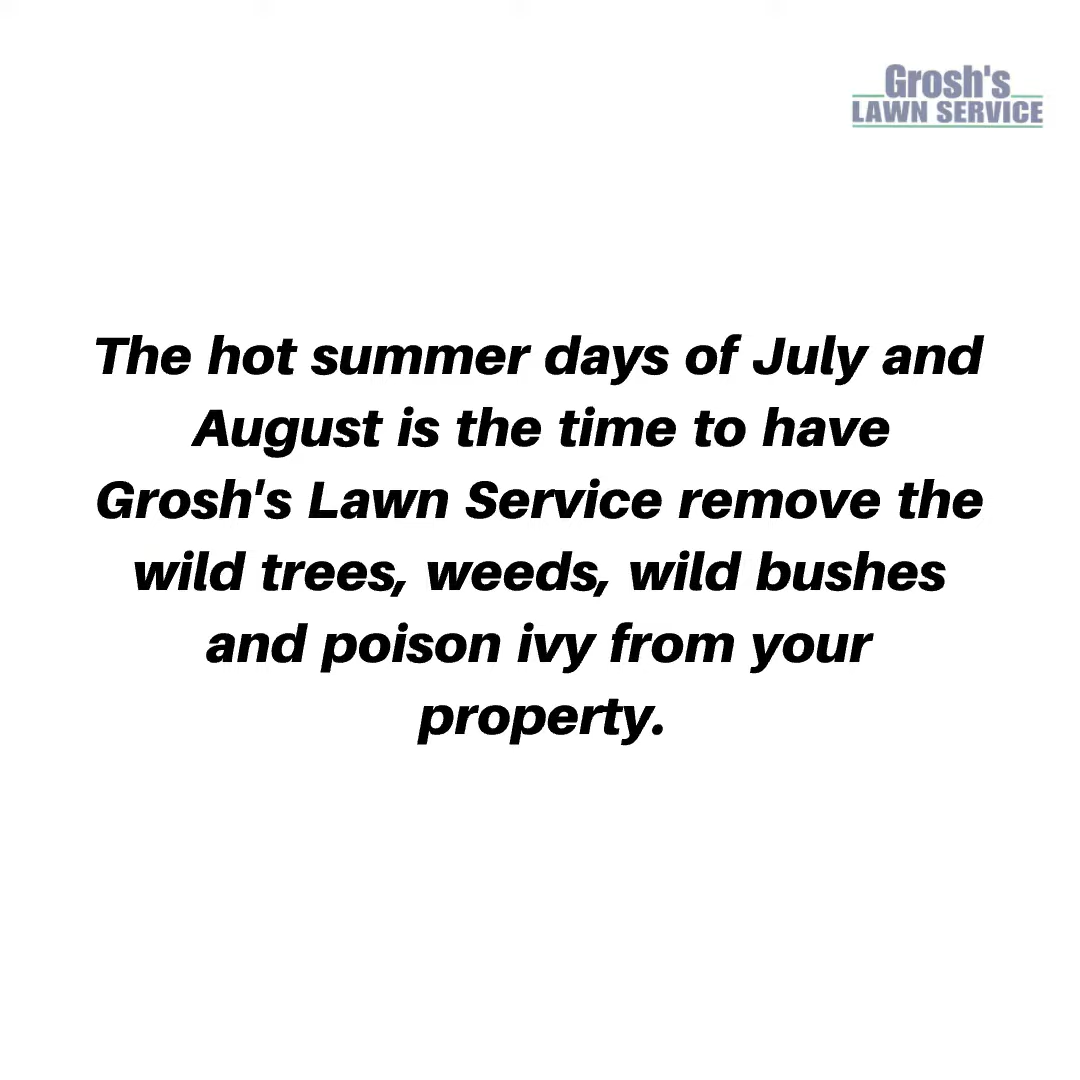 Grosh's
LAWN SERVICE
The hot summer days of July and
August is the time to have
Grosh's Lawn Service remove the
wild trees, weeds, wild bushes
and poison ivy from your
property.